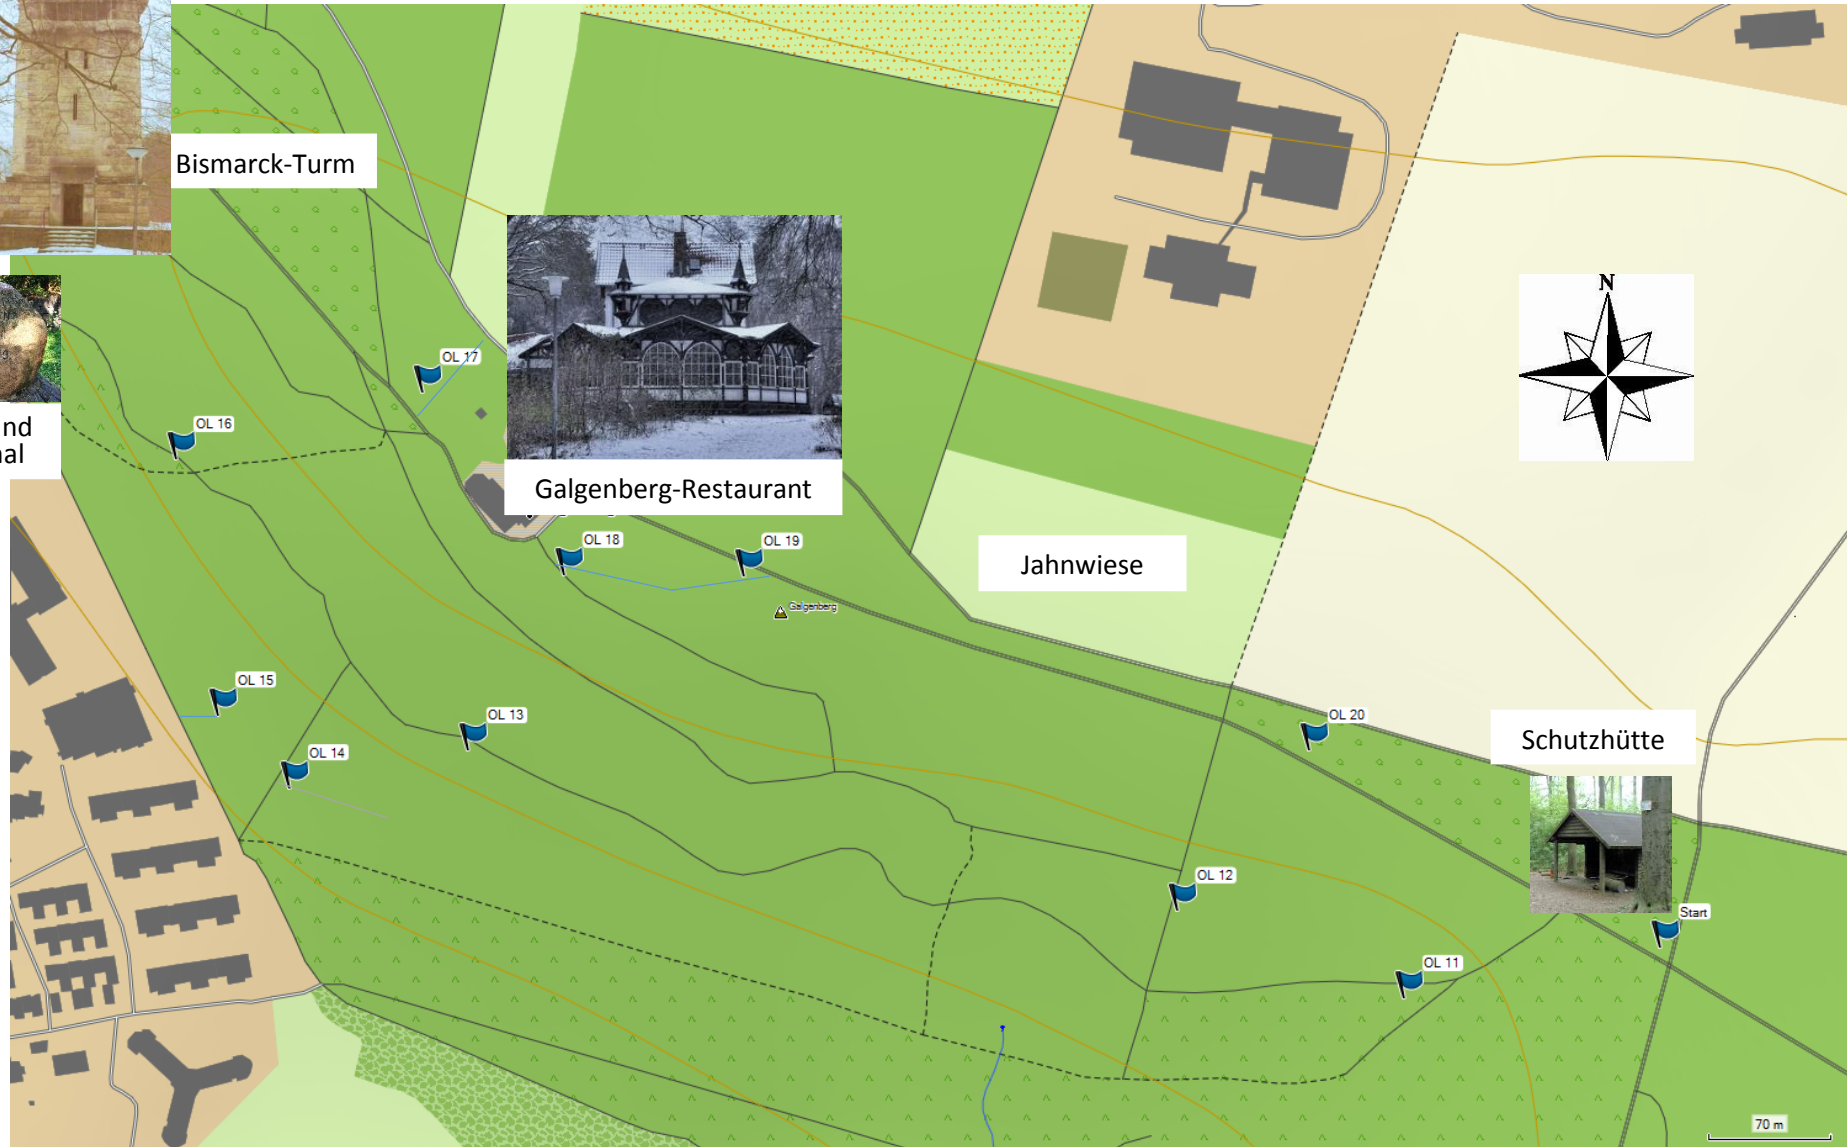 Bismarck-Turm
N
OL 17
OL 16
nd
al
Galgenberg-Restaurant
OL 18
OL 19
Jahnwiese
Galgenberg
OL 15
OL 13
OL 14
OL 20
Schutzhütte
OL 12
Start
OL 11
70 m